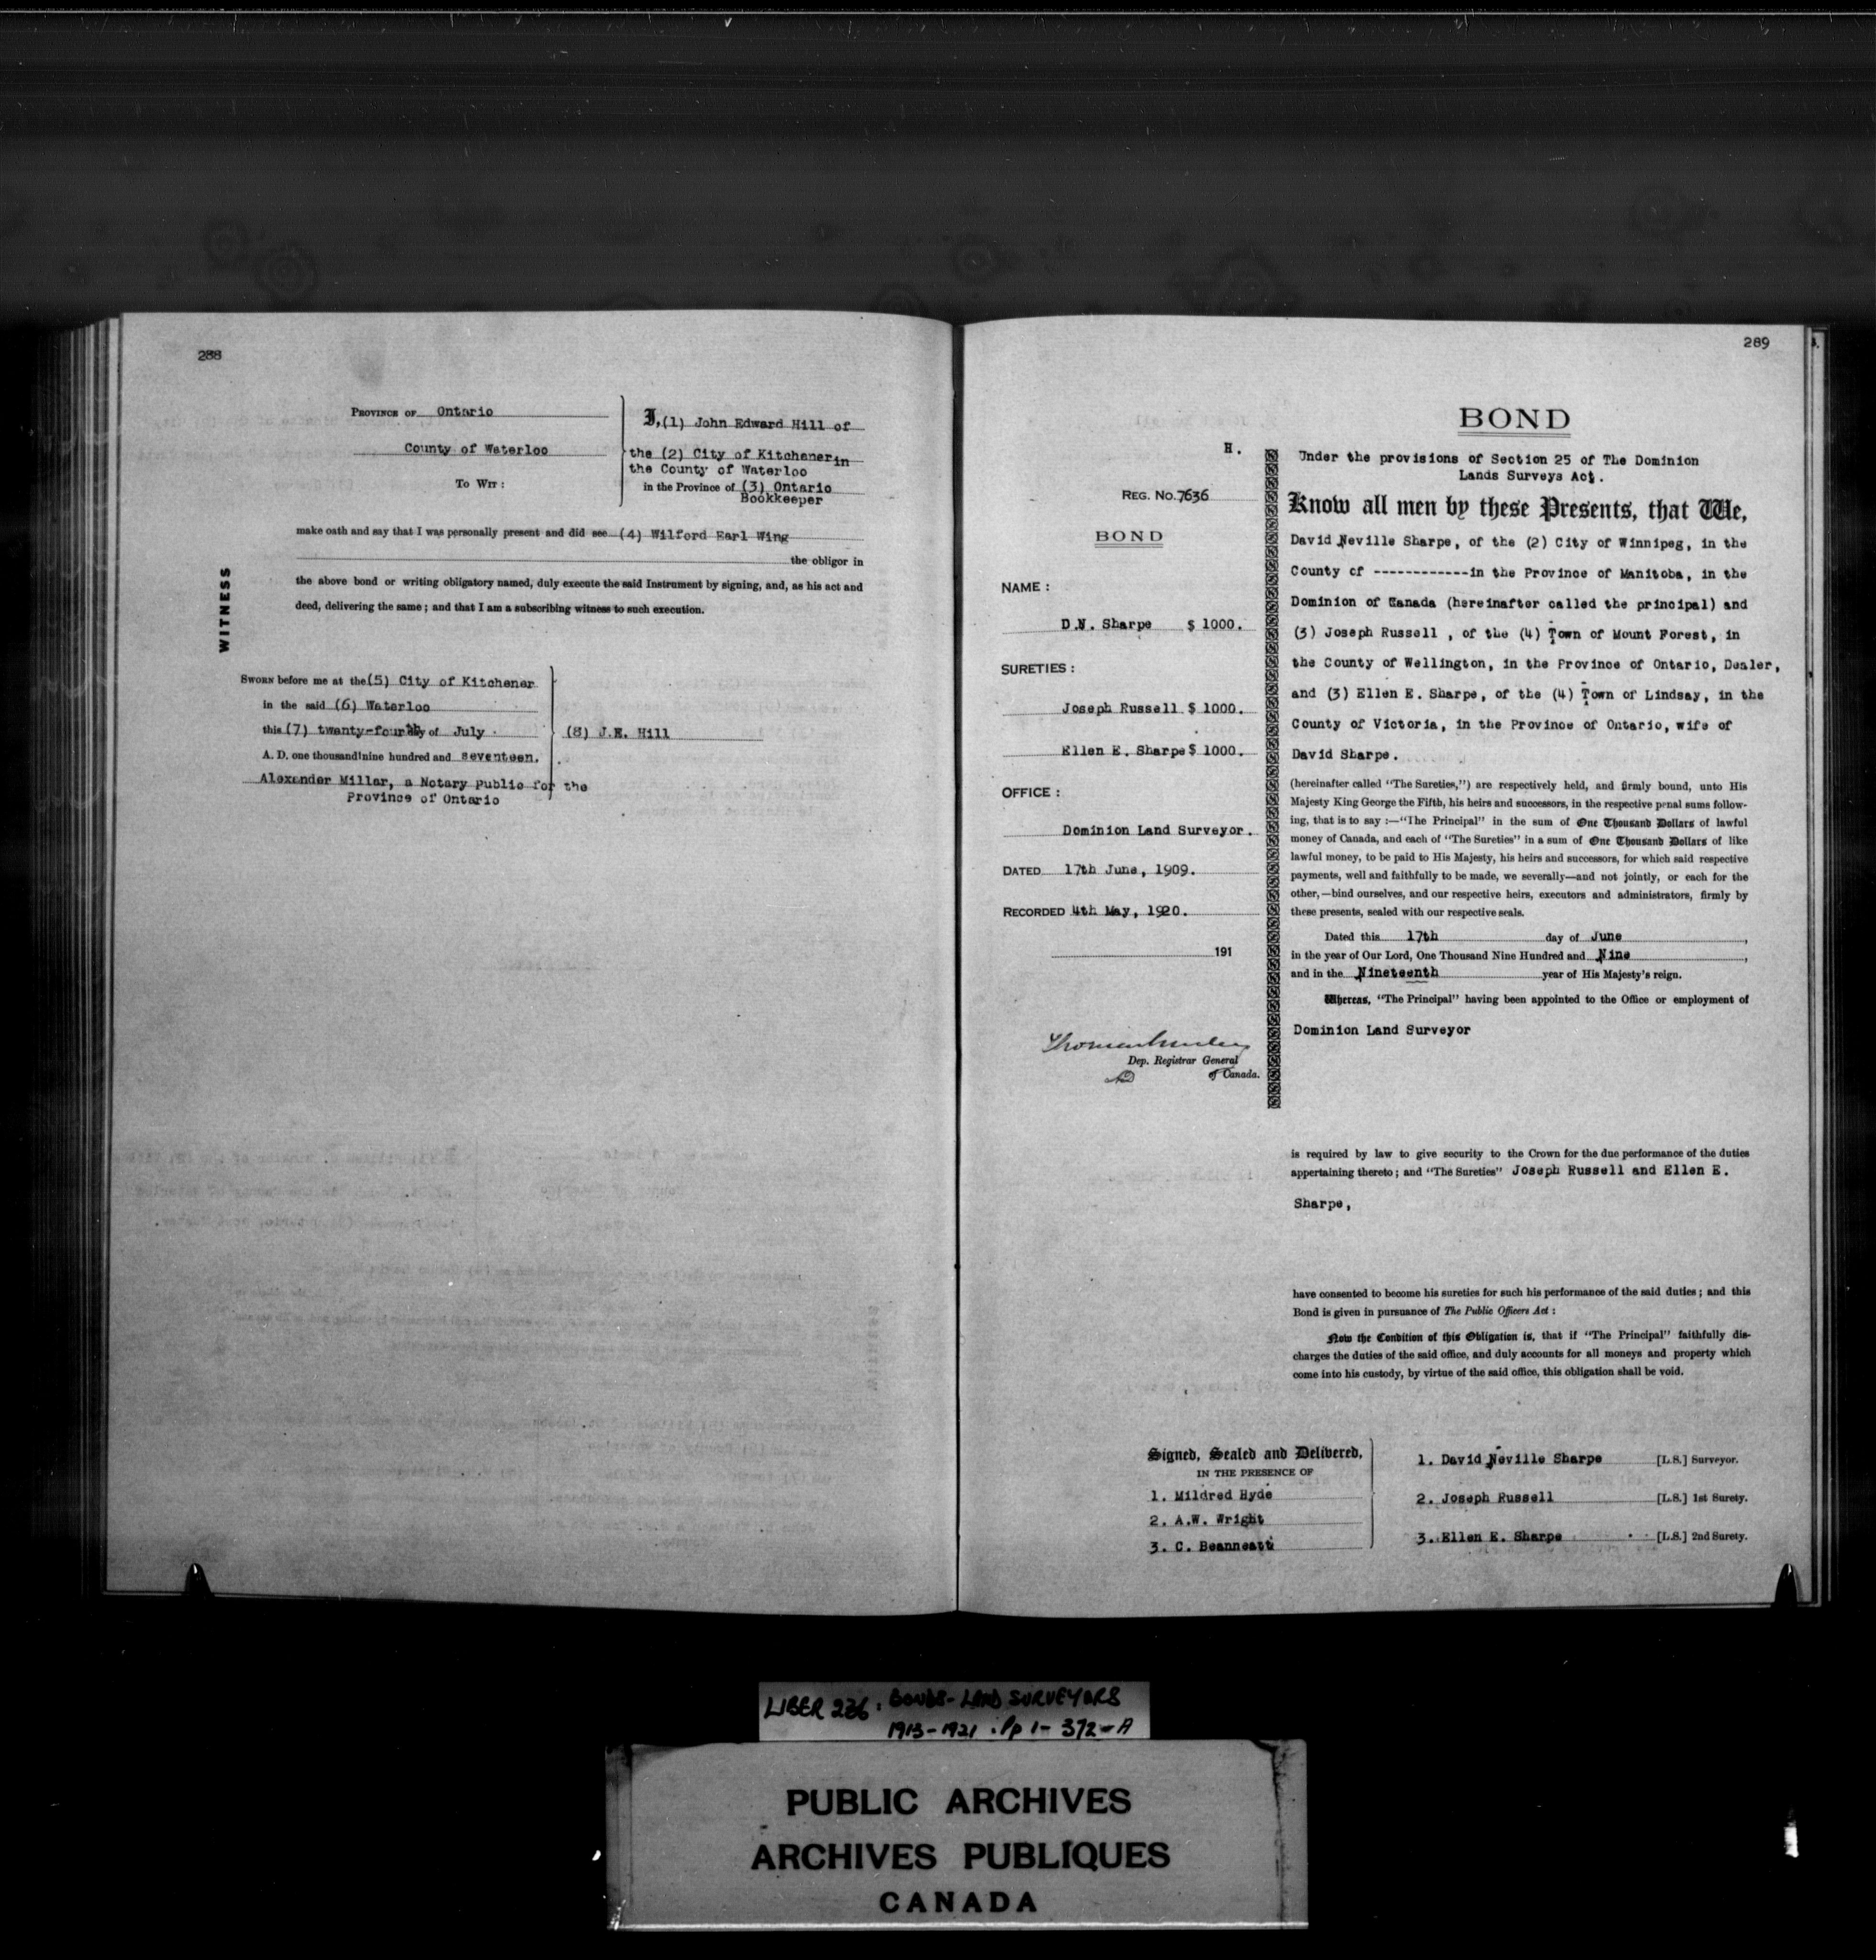 288
PROVINCE OF Ontario
County of Waterloo
TO WIT :
I,(1) John Edward Hill of
the (2) City of Kitchener in
the County of Waterloo
in the Province of (3) Ontario
Bookkeeper
make oath and say that I was personally present and did see (4) Wilford Earl Wing
the obligor in
the above bond or writing obligatory named, duly execute the said Instrument by signing, and, as his act and
deed, delivering the same ; and that I am a subscribing witness to such execution.
WITNESS
SWORN before me at the(5) City of Kitchener
in the said (6) Waterloo
this (7) twenty-fourth day of July
A. D. one thousand nine hundred and seventeen.
Alexander Millar, a Notary public for the
Province of Ontario
(8) J.E. Hill
289
H.
REG. NO. 7636
BOND
NAME :
D.N. Sharpe $ 1000.
SURETIES :
Joseph Russell $ 1000.
Ellen E. Sharpe $ 1000.
OFFICE :
Dominion Land Surveyor.
DATED 17th June, 1909.
RECORDED 4th May, 1920.
191
Dep. Registrar General
of Canada.
BOND
Under the provisions of Section 25 of The Dominion
Lands Surveys Act.
Know all men by these Presents, that We,
David Neville Sharpe, of the (2) City of Winnipeg, in the
County of ------------in the Province of Manitoba, in the
Dominion of Canada (hereinafter called the principal) and
(3) Joseph Russell , of the (4) Town of Mount Forest, in
the County of Wellington, in the Province of Ontario, Dealer,
and (3) Ellen E. Sharpe, of the (4) Town of Lindsay, in the
County of Victoria, in the Province of Ontario, wife of
David Sharpe.
(hereinafter called "The Sureties,") are respectively held, and firmly bound, unto His
Majesty King George the Fifth, his heirs and successors, in the respective penal sums follow-
ing, that is to say :—"The Principal" in the sum of One Thousand Dollars of lawful
money of Canada, and each of "The Sureties" in a sum of One Thousand Dollars of like
lawful money, to be paid to His Majesty, his heirs and successors, for which said respective
payments, well and faithfully to be made, we severally—and not jointly, or each for the
other,—bind ourselves, and our respective heirs, executors and administrators, firmly by
these presents, sealed with our respective seals.
Dated this 17th day of June ,
in the year of Our Lord, One Thousand Nine Hundred and Nine ,
and in the Nineteenth year of His Majesty's reign.
Whereas, "The Principal" having been appointed to the Office or employment of
Dominion Land Surveyor
is required by law to give security to the Crown for the due performance of the duties
appertaining thereto ; and "The Sureties" Joseph Russell and Ellen E.
Sharpe,
have consented to become his sureties for such his performance of the said duties ; and this
Bond is given in pursuance of The Public Officers Act :
Now the Condition of this Obligation is, that if "The Principal" faithfully dis-
charges the duties of the said office, and duly accounts for all moneys and property which
come into his custody, by virtue of the said office, this obligation shall be void.
Signed, Sealed and Delivered,
IN THE PRESENCE OF
1. Mildred Hyde
2. A.W. Wright
3. C.
1. David Neville Sharpe [L.S.] Surveyor.
2. Joseph Russell [L.S.] 1st Surety.
3. Ellen E. Sharpe [L.S.] 2nd Surety.
LIBER 236 : BONDS - LAND SURVEYORS
1913-1921 : Pp 1- 372-A
PUBLIC ARCHIVES
ARCHIVES PUBLIQUES
CANADA